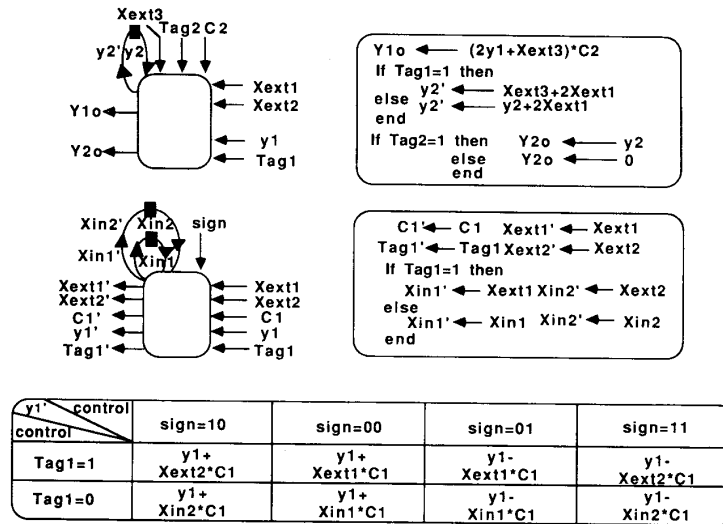 Xext3
Tag2 C2
y2' y2
Xext1
Xext2
Y1o
y1
Y2o
Tag1
Y1o ← (2y1+Xext3)*C2
If Tag1=1 then
y2' ← Xext3+2Xext1
else y2' ← y2+2Xext1
end
If Tag2=1 then Y2o ← y2
else Y2o ← 0
end
Xin2' Xin2 sign
Xin1' Xin1
Xext1' Xext1
Xext2' Xext2
C1' C1
y1' y1
Tag1' Tag1
C1' ← C1 Xext1' ← Xext1
Tag1' ← Tag1 Xext2' ← Xext2
If Tag1=1 then
Xin1' ← Xext1 Xin2' ← Xext2
else
Xin1' ← Xin1 Xin2' ← Xin2
end
y1' control
control
sign=10 sign=00 sign=01 sign=11
Tag1=1
y1+ y1+ y1- y1-
Xext2*C1 Xext1*C1 Xext1*C1 Xext2*C1
Tag1=0
y1+ y1+ y1- y1-
Xin2*C1 Xin1*C1 Xin1*C1 Xin2*C1